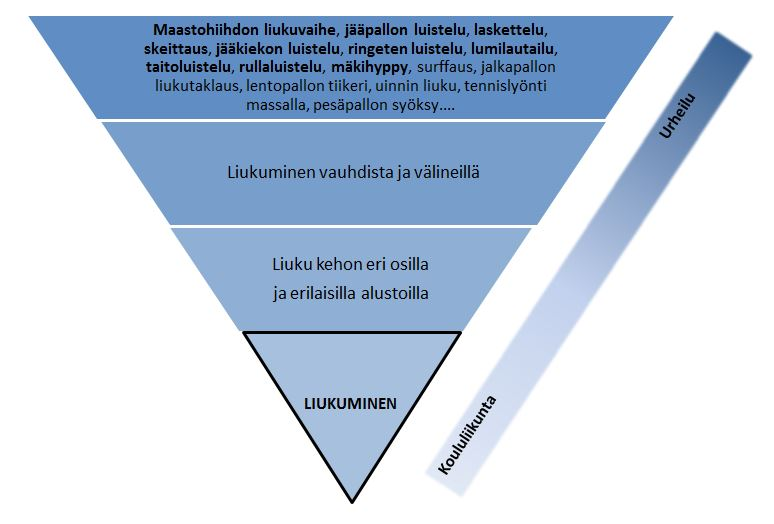 Maastohiihdon liukuvaihe, jääpallon luistelu, laskettelu,
skeittaus, jääkiekon luistelu, ringeten luistelu, lumilautailu,
taitoluistelu, rullaluistelu, mäkihyppy, surffaus, jalkapallon
liukutaklaus, lentopallon tiikeri, uinnin liuku, tennislyönti
massalla, pesäpallon syöksy....
Liukuminen vauhdista ja välineillä
Liuku kehon eri osilla
ja erilaisilla alustoilla
LIUKUMINEN
Urheilu
Koululiikunta